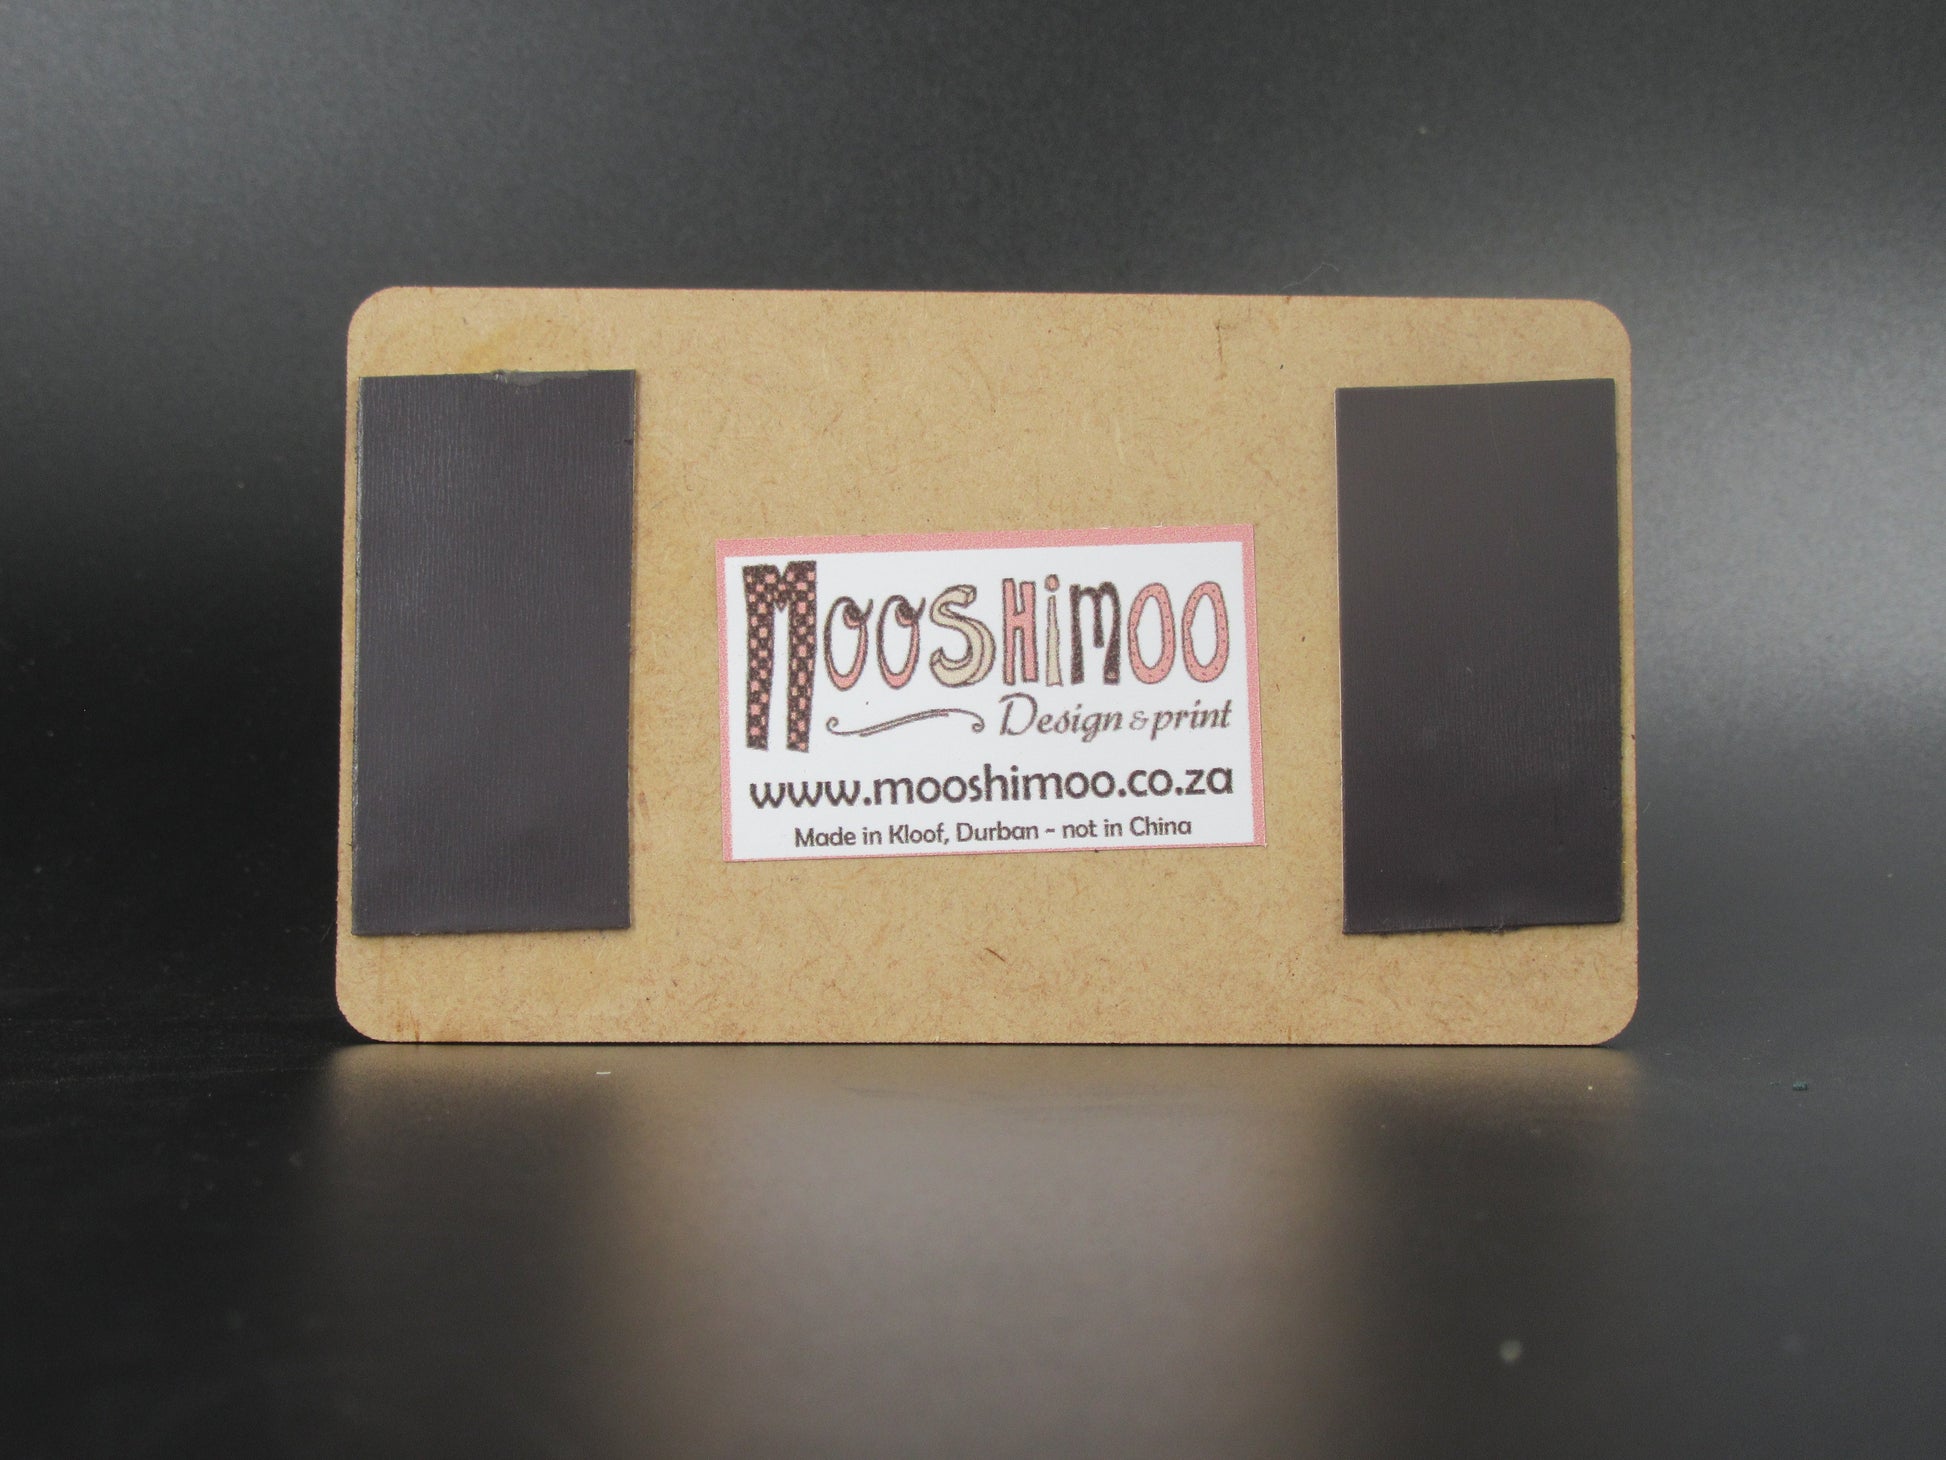 Mooshimoo
Design & print
www.mooshimoo.co.za
Made in Kloof, Durban - not in China